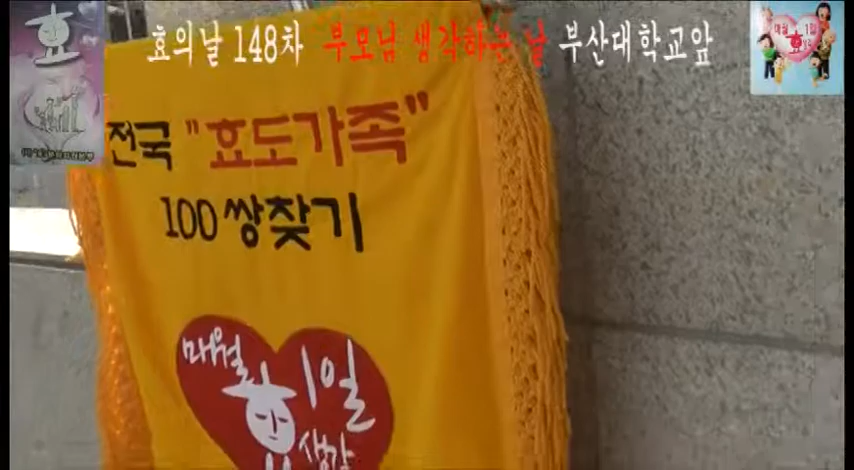 효의날 148차 부모님 생각하는 날 부산대학교앞
전국 "효도가족"
100쌍찾기
매월 1일
효
생각